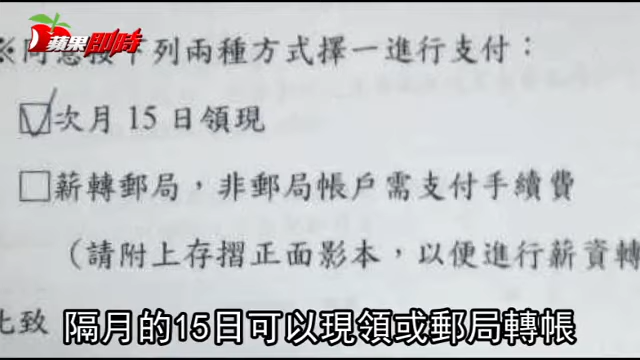 蘋果即時
※同意按下列兩種方式擇一進行支付：
次月15日領現
薪轉郵局，非郵局帳戶需支付手續費
（請附上存摺正面影本，以便進行薪資轉
此致
隔月的15日可以現領或郵局轉帳